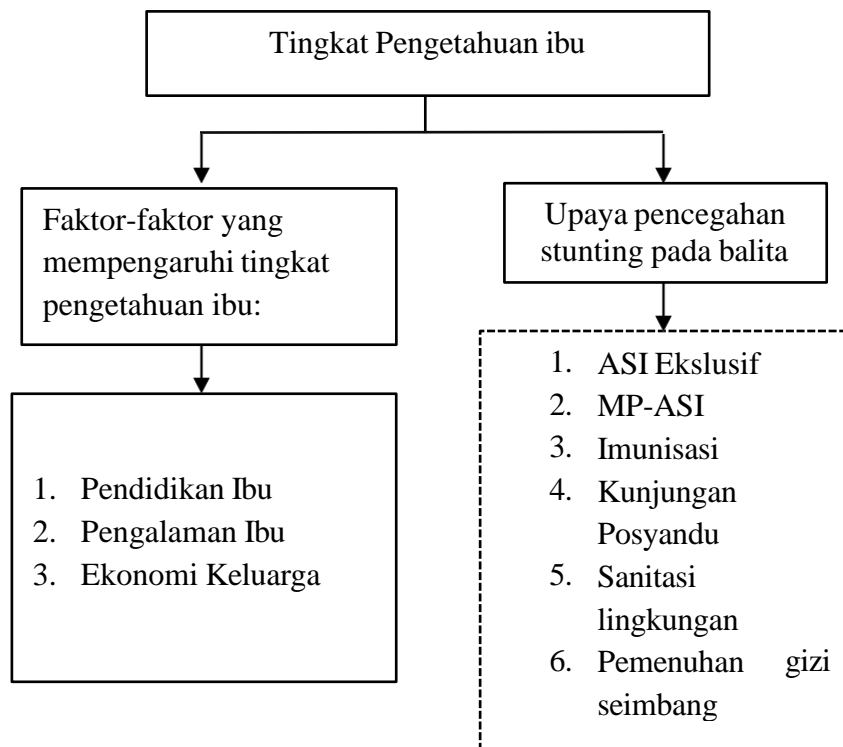 Tingkat Pengetahuan ibu
Faktor-faktor yang
mempengaruhi tingkat
pengetahuan ibu:
1. Pendidikan Ibu
2. Pengalaman Ibu
3. Ekonomi Keluarga
Upaya pencegahan
stunting pada balita
1. ASI Ekslusif
2. MP-ASI
3. Imunisasi
4. Kunjungan
Posyandu
5. Sanitasi
lingkungan
6. Pemenuhan gizi
seimbang